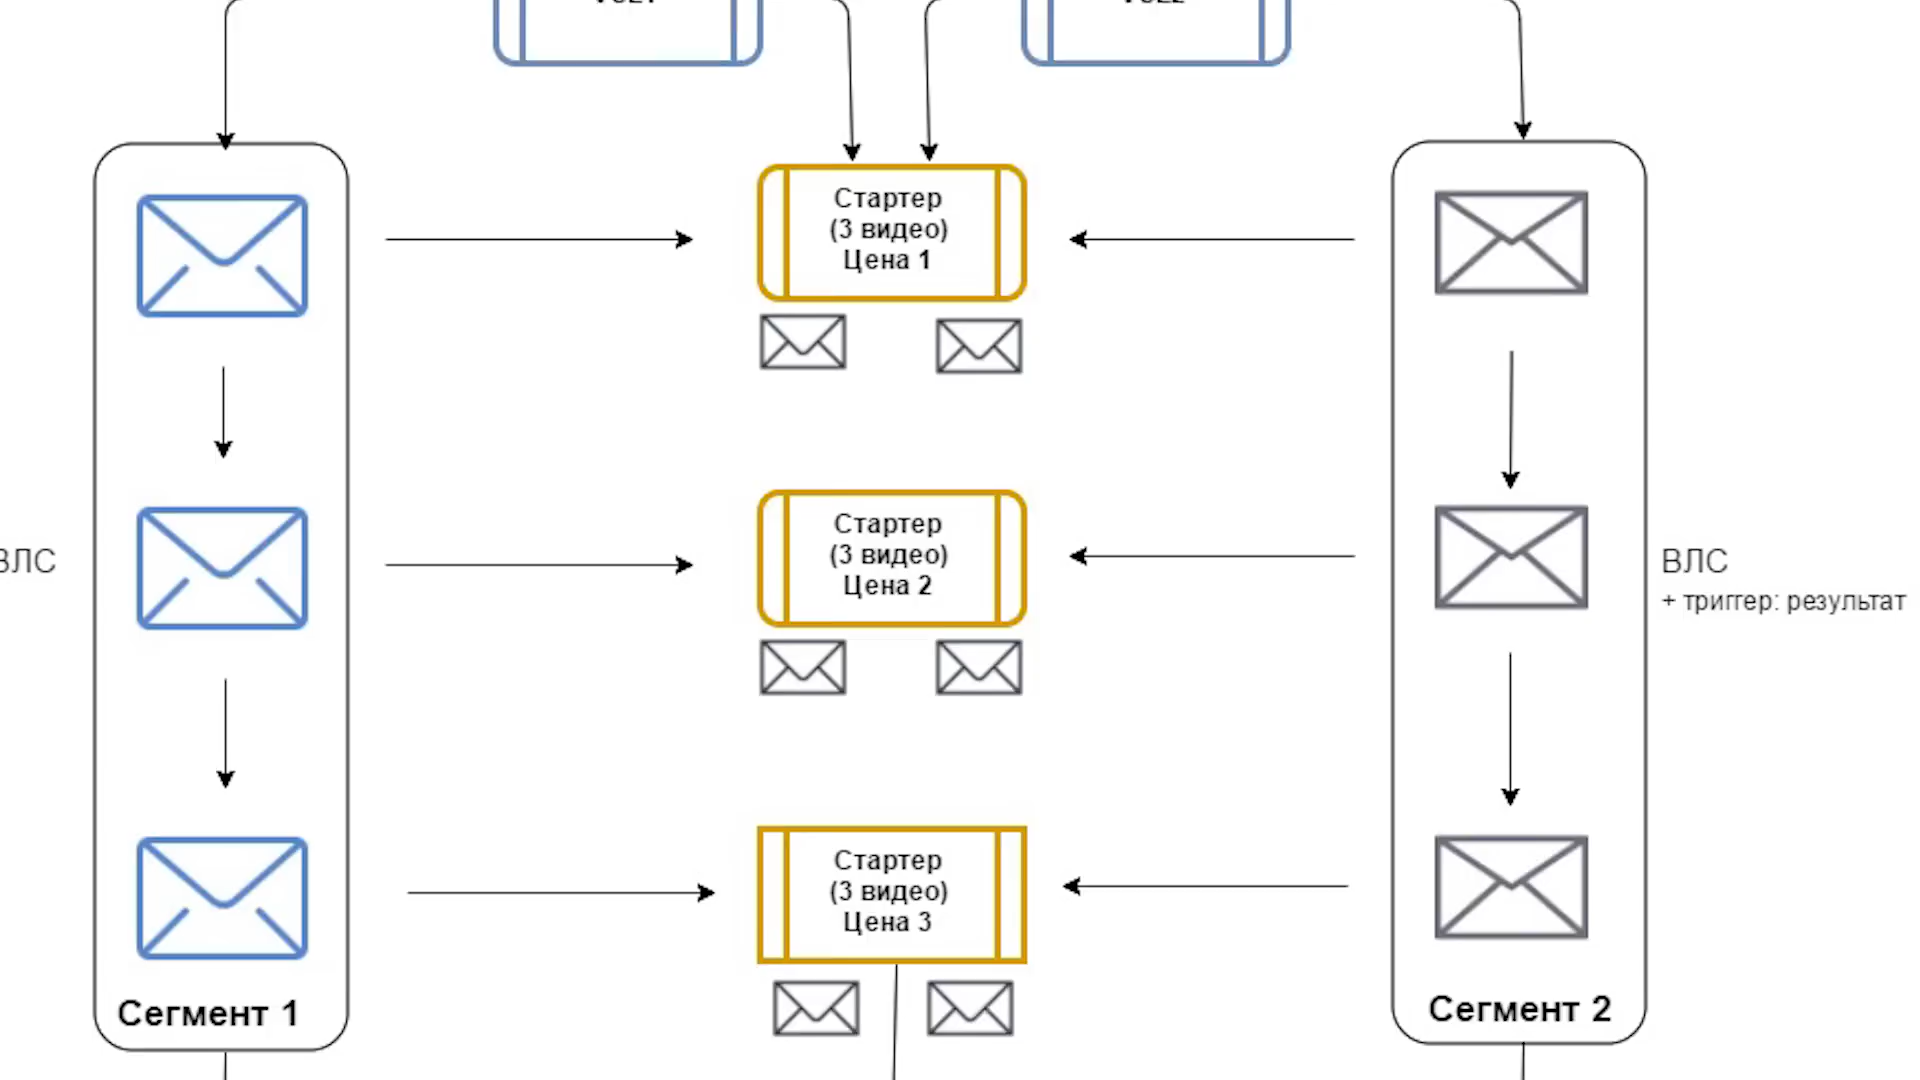 Стартер
(3 видео)
Цена 1
Стартер
(3 видео)
Цена 2
ВЛС
ВЛС
+ триггер: результат
Стартер
(3 видео)
Цена 3
Сегмент 1
Сегмент 2